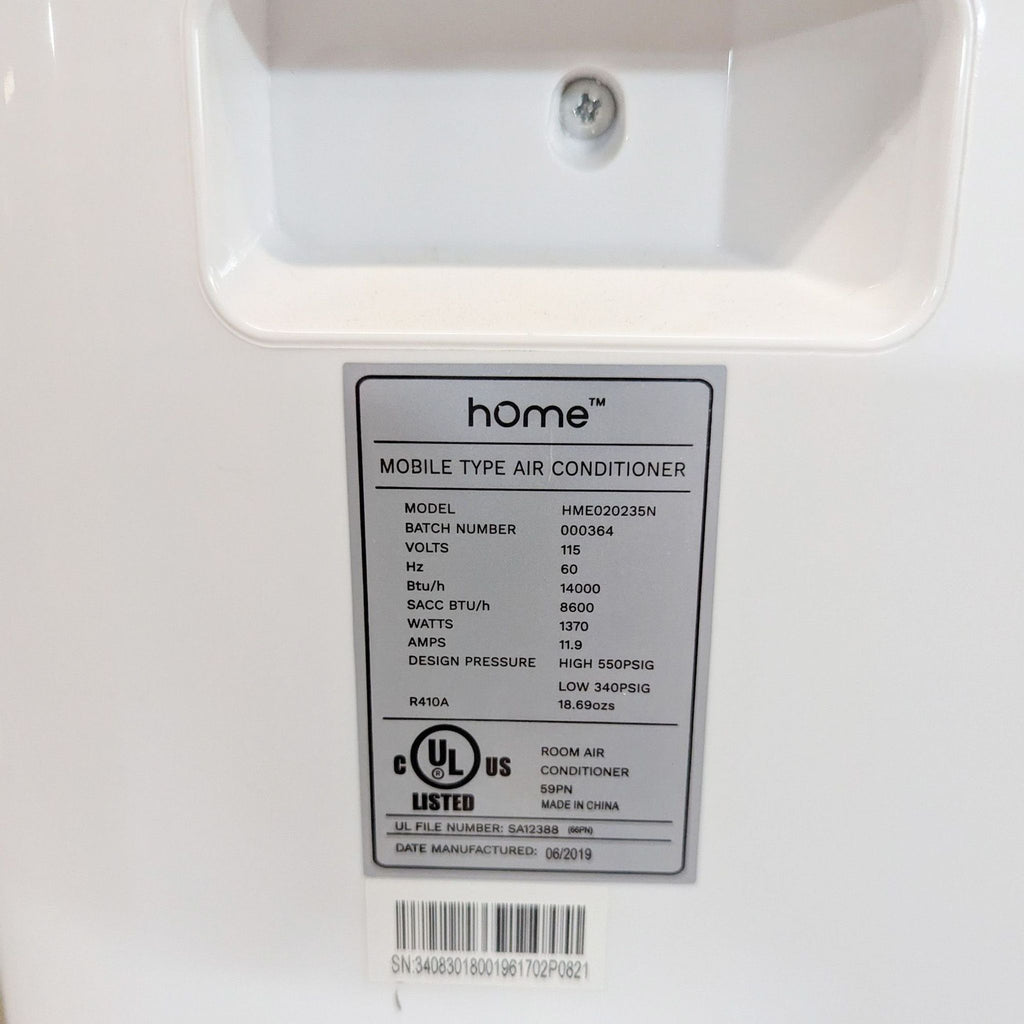 home™
MOBILE TYPE AIR CONDITIONER
MODEL HME020235N
BATCH NUMBER 000364
VOLTS 115
Hz 60
Btu/h 14000
SACC BTU/h 8600
WATTS 1370
AMPS 11.9
DESIGN PRESSURE HIGH 550PSIG
LOW 340PSIG
R410A 18.69ozs
C UL® US
LISTED
ROOM AIR
CONDITIONER
59PN
MADE IN CHINA
UL FILE NUMBER: SA12388 (66PN)
DATE MANUFACTURED: 06/2019
SN:34083018001961702P0821